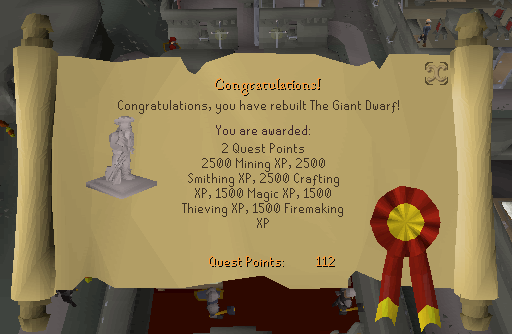 Congratulations!
Congratulations, you have rebuilt The Giant Dwarf!
You are awarded:
2 Quest Points
2500 Mining XP, 2500
Smithing XP, 2500 Crafting
XP, 1500 Magic XP, 1500
Thieving XP, 1500 Firemaking
XP
Quest Points: 112